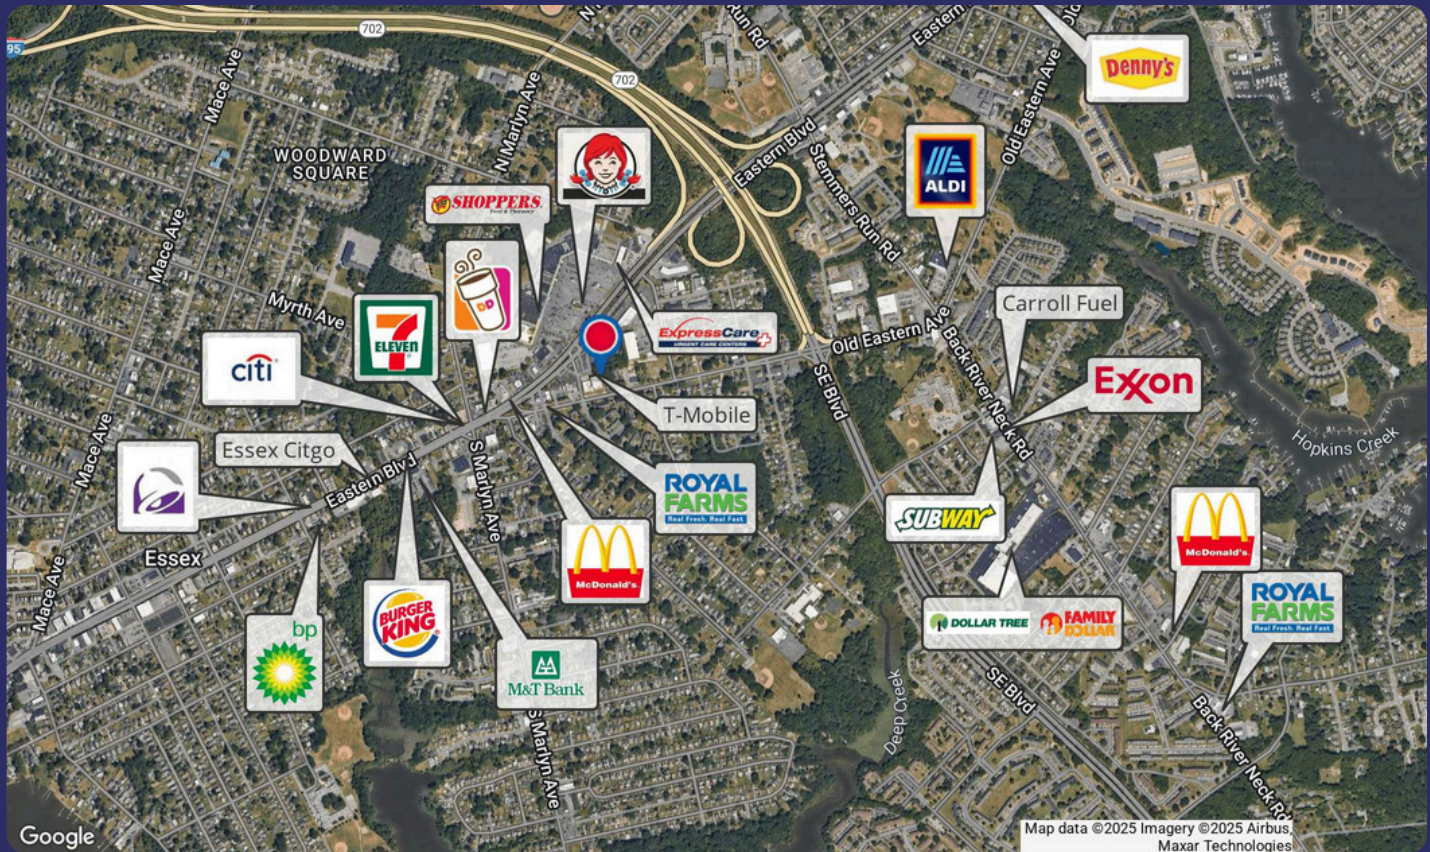 95
702
Mace Ave
N Marlyn Ave
Run Rd
Eastern
Old
Denny's
702
WOODWARD
SQUARE
Eastern Blvd
Stemmers Run Rd
Old Eastern Ave
ALDI
SHOPPERS
Food & Pharmacy
Mace Ave
DD
Myrth Ave
7
ELEVEN
ExpressCare
URGENT CARE CENTERS
Carroll Fuel
Old Eastern Ave
citi
Exxon
SE Blvd
Back River Neck Rd
T-Mobile
Hopkins Creek
Essex Citgo
Mace Ave
Eastern Blvd
S Marlyn Ave
ROYAL
FARMS
Real Fresh. Real Fast.
SUBWAY
McDonald's
McDonald's
Essex
Mace Ave
BURGER
KING
DOLLAR TREE
FAMILY
DOLLAR
ROYAL
FARMS
Real Fresh. Real Fast.
bp
M&T Bank
SE Blvd
Deep Creek
S Marlyn Ave
Back River Neck Rd
Google
Map data ©2025 Imagery ©2025 Airbus,
Maxar Technologies